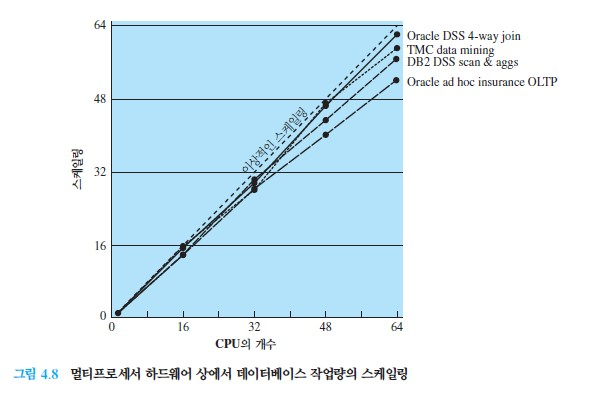 64
Oracle DSS 4-way join
TMC data mining
DB2 DSS scan & aggs
48
Oracle ad hoc insurance OLTP
이상적인 스케일링
스케일링
32
16
0
0 16 32 48 64
CPU의 개수
그림 4.8 멀티프로세서 하드웨어 상에서 데이터베이스 작업량의 스케일링